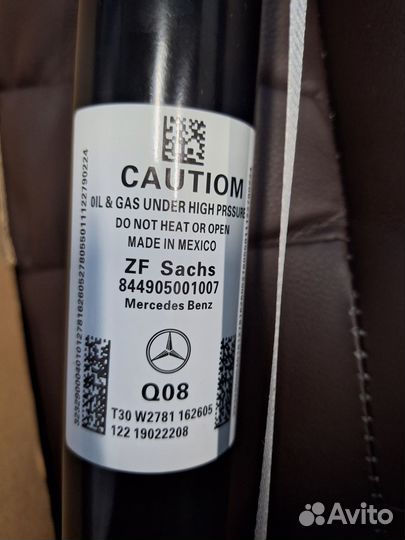 CAUTIOM
OIL & GAS UNDER HIGH PRSSURE
DO NOT HEAT OR OPEN
MADE IN MEXICO
ZF Sachs
844905001007
Mercedes Benz
Q08
T30 W2781 162605
122 19022208
Avito